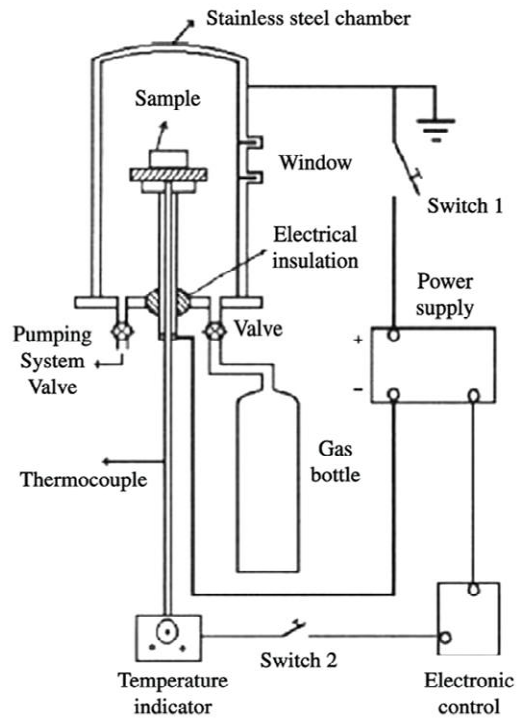 Stainless steel chamber
Sample
Window
Switch 1
Electrical
insulation
Power
supply
+
−
Pumping
System
Valve
Valve
Gas
bottle
Thermocouple
Switch 2
Temperature
indicator
Electronic
control